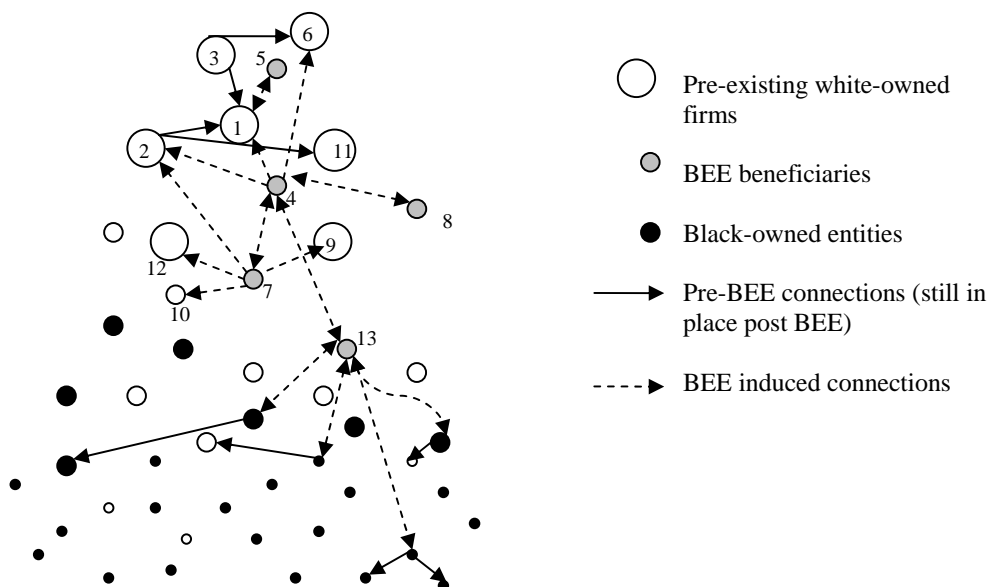 6
3
5
1
2
11
4
8
9
12
7
10
13
Pre-existing white-owned
firms
BEE beneficiaries
Black-owned entities
Pre-BEE connections (still in
place post BEE)
BEE induced connections